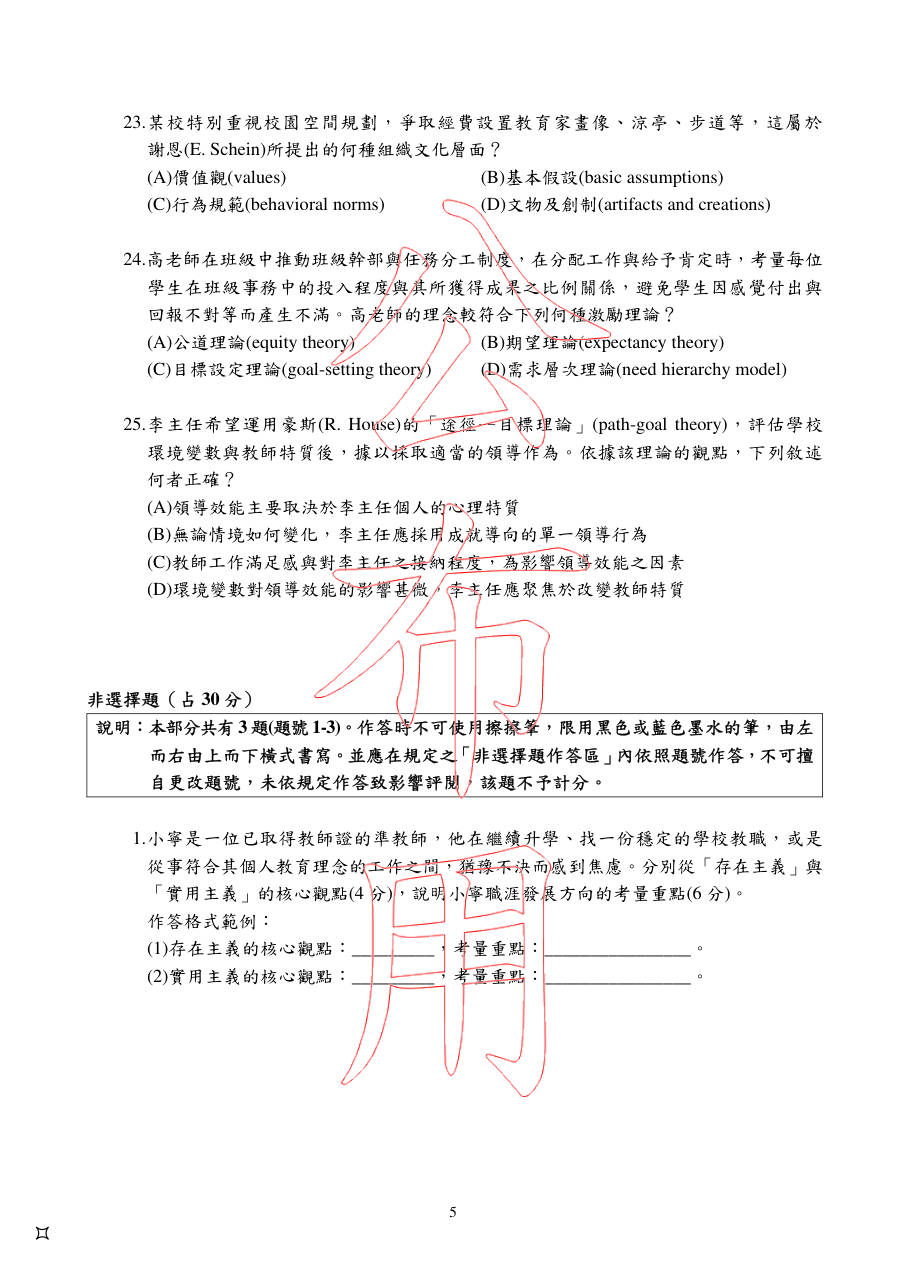 23.某校特別重視校園空間規劃，爭取經費設置教育家畫像、涼亭、步道等，這屬於
謝恩(E. Schein)所提出的何種組織文化層面？
(A)價值觀(values) (B)基本假設(basic assumptions)
(C)行為規範(behavioral norms) (D)文物及創制(artifacts and creations)
24.高老師在班級中推動班級幹部與任務分工制度，在分配工作與給予肯定時，考量每位
學生在班級事務中的投入程度與其所獲得成果之比例關係，避免學生因感覺付出與
回報不對等而產生不滿。高老師的理念較符合下列何種激勵理論？
(A)公道理論(equity theory) (B)期望理論(expectancy theory)
(C)目標設定理論(goal-setting theory) (D)需求層次理論(need hierarchy model)
25.李主任希望運用豪斯(R. House)的「途徑—目標理論」(path-goal theory)，評估學校
環境變數與教師特質後，據以採取適當的領導作為。依據該理論的觀點，下列敘述
何者正確？
(A)領導效能主要取決於李主任個人的心理特質
(B)無論情境如何變化，李主任應採用成就導向的單一領導行為
(C)教師工作滿足感與對李主任之接納程度，為影響領導效能之因素
(D)環境變數對領導效能的影響甚微，李主任應聚焦於改變教師特質
非選擇題（占 30 分）
說明：本部分共有 3 題(題號 1-3)。作答時不可使用擦擦筆，限用黑色或藍色墨水的筆，由左
而右由上而下橫式書寫。並應在規定之「非選擇題作答區」內依照題號作答，不可擅
自更改題號，未依規定作答致影響評閱，該題不予計分。
1.小寧是一位已取得教師證的準教師，他在繼續升學、找一份穩定的學校教職，或是
從事符合其個人教育理念的工作之間，猶豫不決而感到焦慮。分別從「存在主義」與
「實用主義」的核心觀點(4 分)，說明小寧職涯發展方向的考量重點(6 分)。
作答格式範例：
(1)存在主義的核心觀點：_________，考量重點：________________。
(2)實用主義的核心觀點：_________，考量重點：________________。
公布用
5